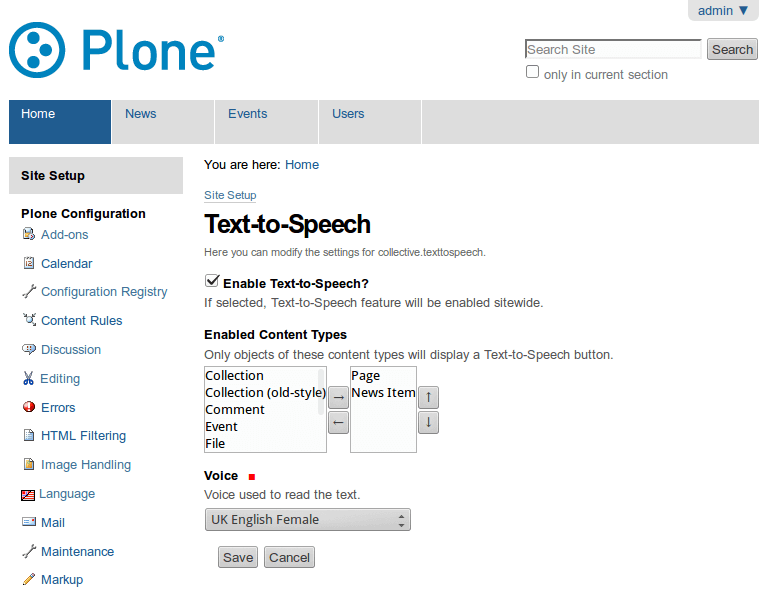 admin ▼
Plone®
Search Site
Search
only in current section
Home
News
Events
Users
Site Setup
Plone Configuration
Add-ons
Calendar
Configuration Registry
Content Rules
Discussion
Editing
Errors
HTML Filtering
Image Handling
Language
Mail
Maintenance
Markup
You are here: Home
Site Setup
Text-to-Speech
Here you can modify the settings for collective.texttospeech.
Enable Text-to-Speech?
If selected, Text-to-Speech feature will be enabled sitewide.
Enabled Content Types
Only objects of these content types will display a Text-to-Speech button.
Collection
Collection (old-style)
Comment
Event
File
→
←
Page
News Item
↑
↓
Voice
Voice used to read the text.
UK English Female
Save
Cancel